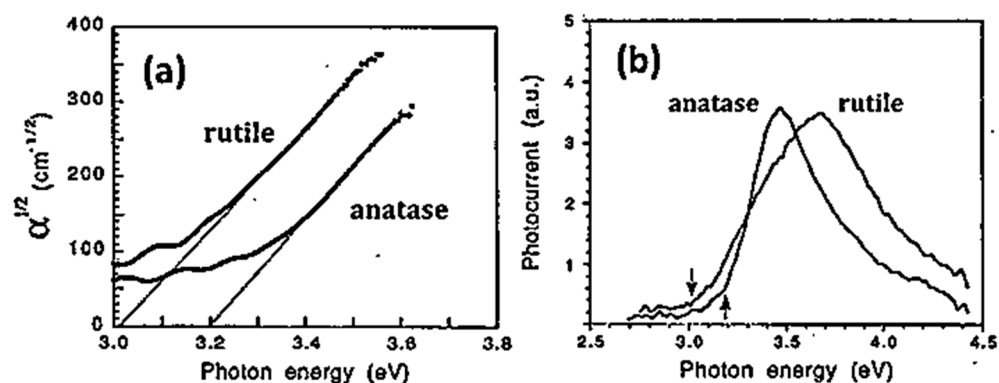 400
300
200
100
0
α^1/2 (cm^-1/2)
(a)
rutile
anatase
3.0 3.2 3.4 3.6 3.8
Photon energy (eV)
5
4
3
2
1
Photocurrent (a.u.)
(b)
anatase rutile
2.5 3.0 3.5 4.0 4.5
Photon energy (eV)